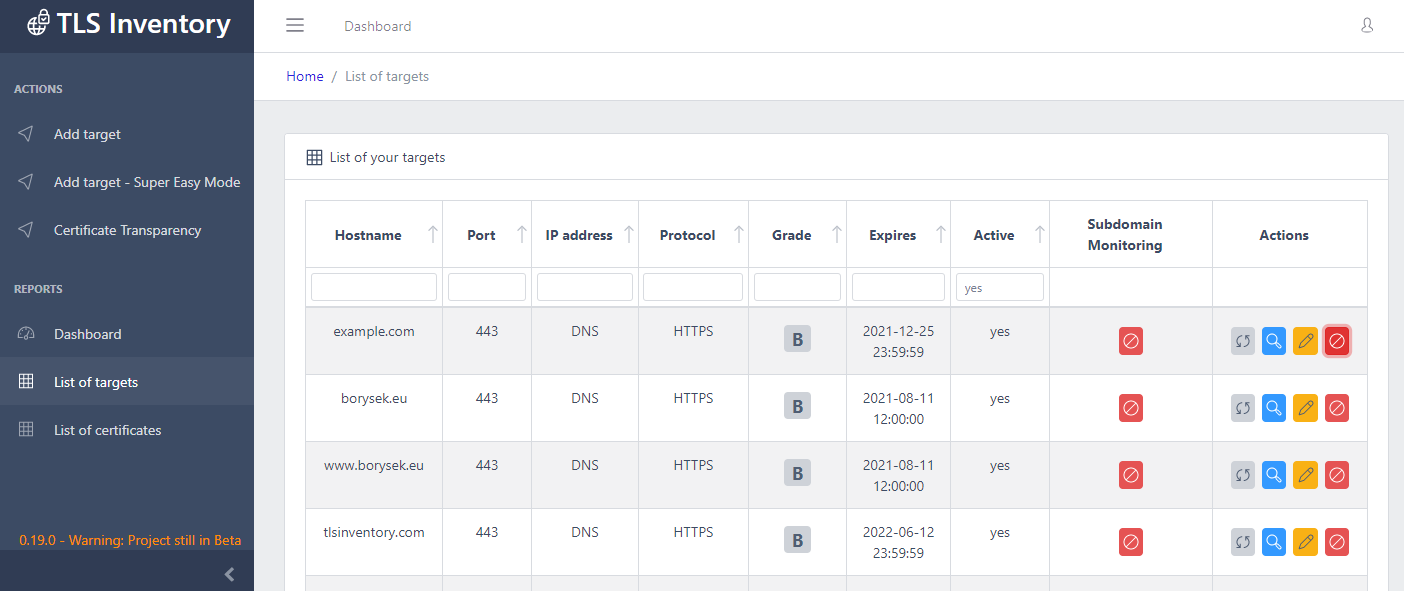 TLS Inventory
Dashboard
Home / List of targets
ACTIONS
Add target
Add target - Super Easy Mode
Certificate Transparency
REPORTS
Dashboard
List of targets
List of certificates
0.19.0 - Warning: Project still in Beta
List of your targets
Hostname Port IP address Protocol Grade Expires Active Subdomain Monitoring Actions
yes
example.com 443 DNS HTTPS B 2021-12-25 23:59:59 yes
borysek.eu 443 DNS HTTPS B 2021-08-11 12:00:00 yes
www.borysek.eu 443 DNS HTTPS B 2021-08-11 12:00:00 yes
tlsinventory.com 443 DNS HTTPS B 2022-06-12 23:59:59 yes